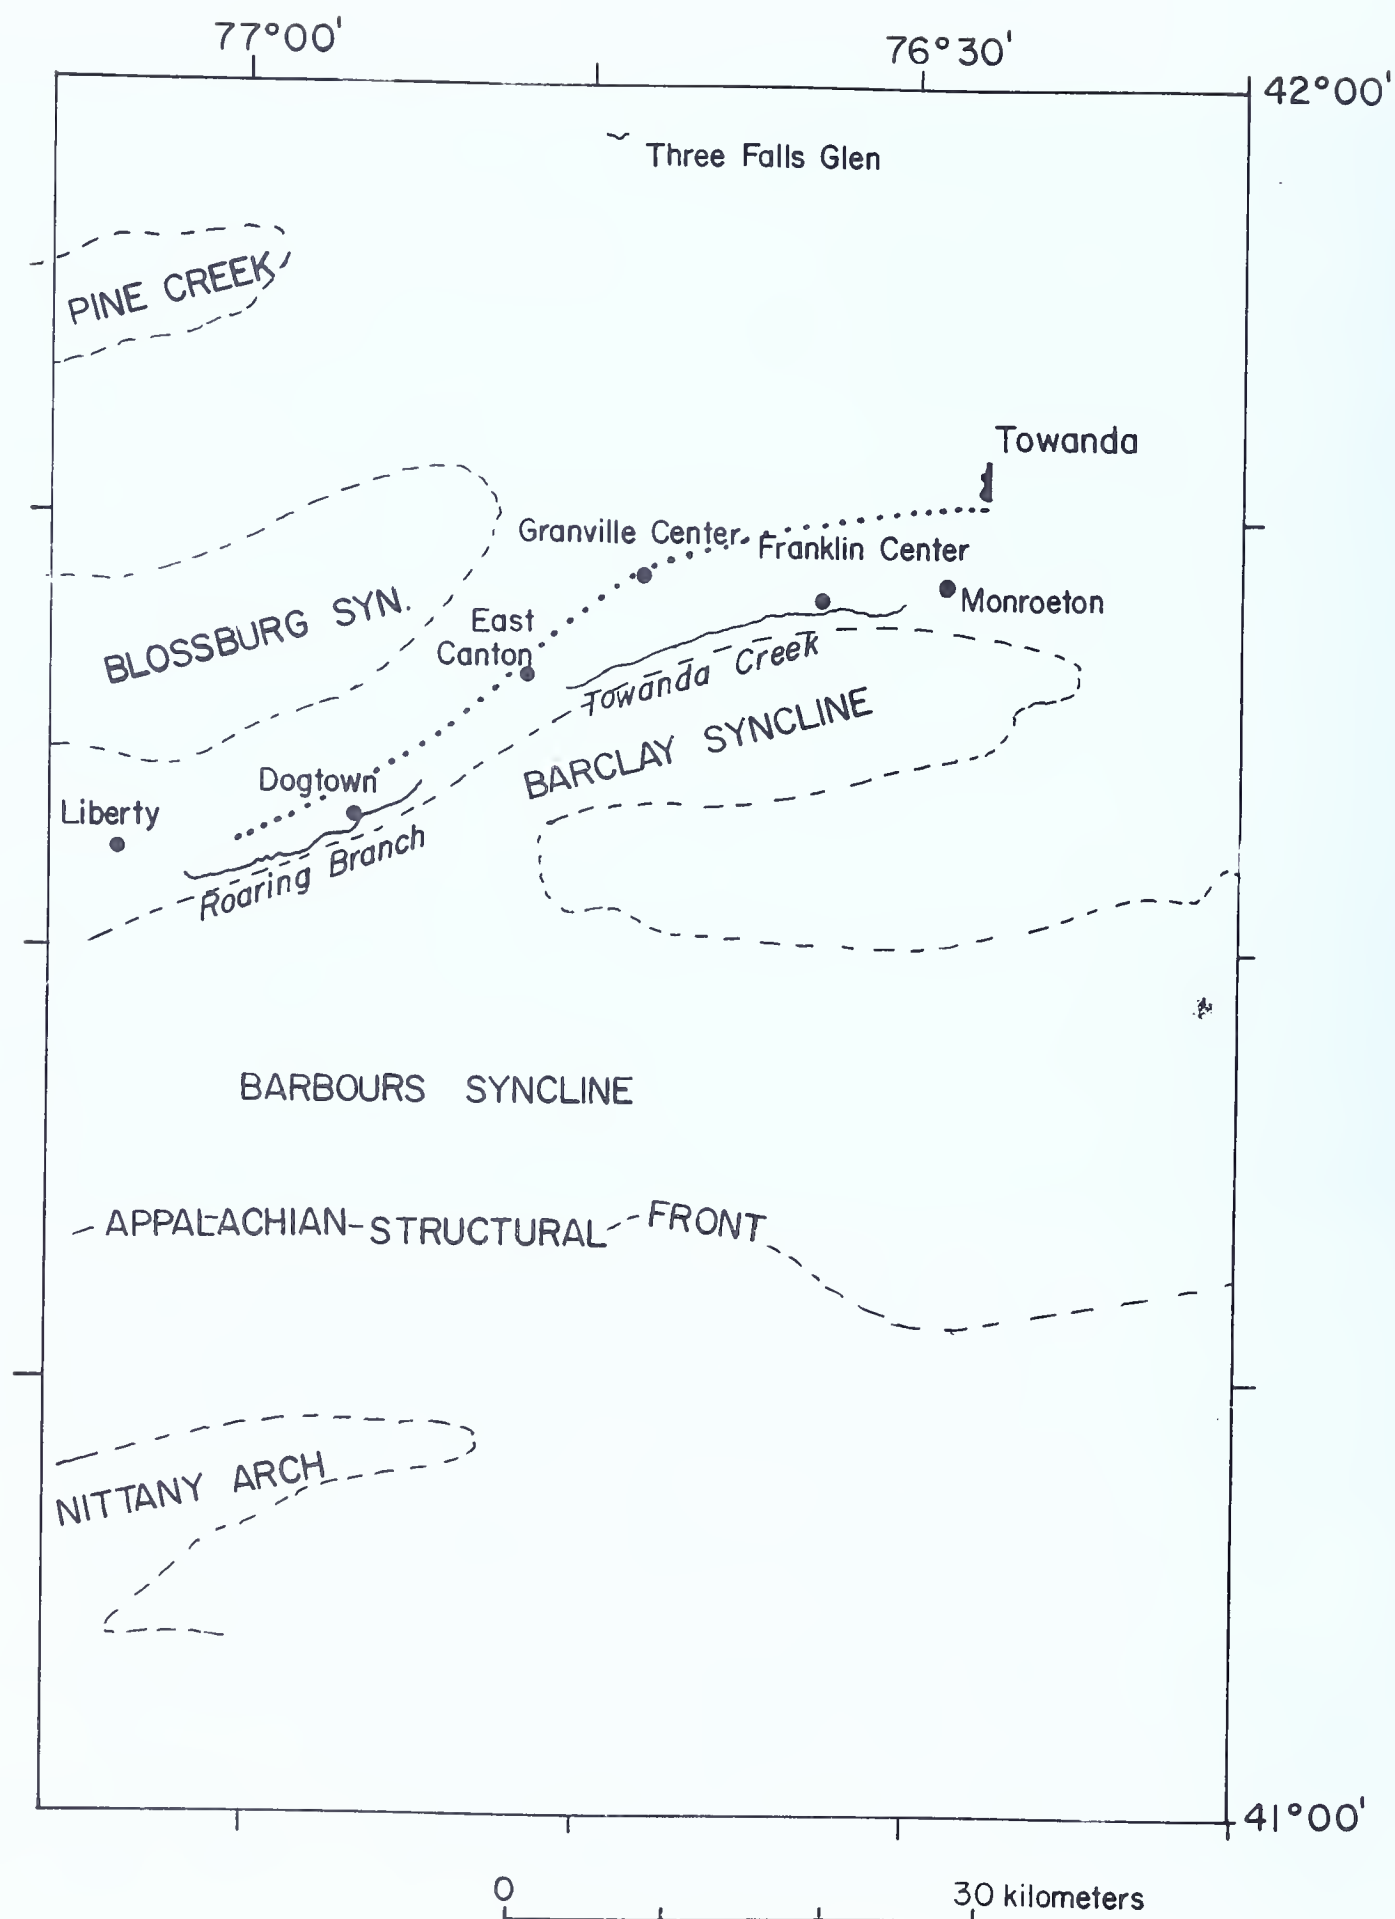 77°00'
76°30'
42°00'
Three Falls Glen
PINE CREEK
Towanda
Granville Center
Franklin Center
Monroeton
East
Canton
Towanda Creek
BLOSSBURG SYN.
BARCLAY SYNCLINE
Dogtown
Liberty
Roaring Branch
BARBOURS SYNCLINE
APPALACHIAN STRUCTURAL FRONT
NITTANY ARCH
41°00'
0
30 kilometers